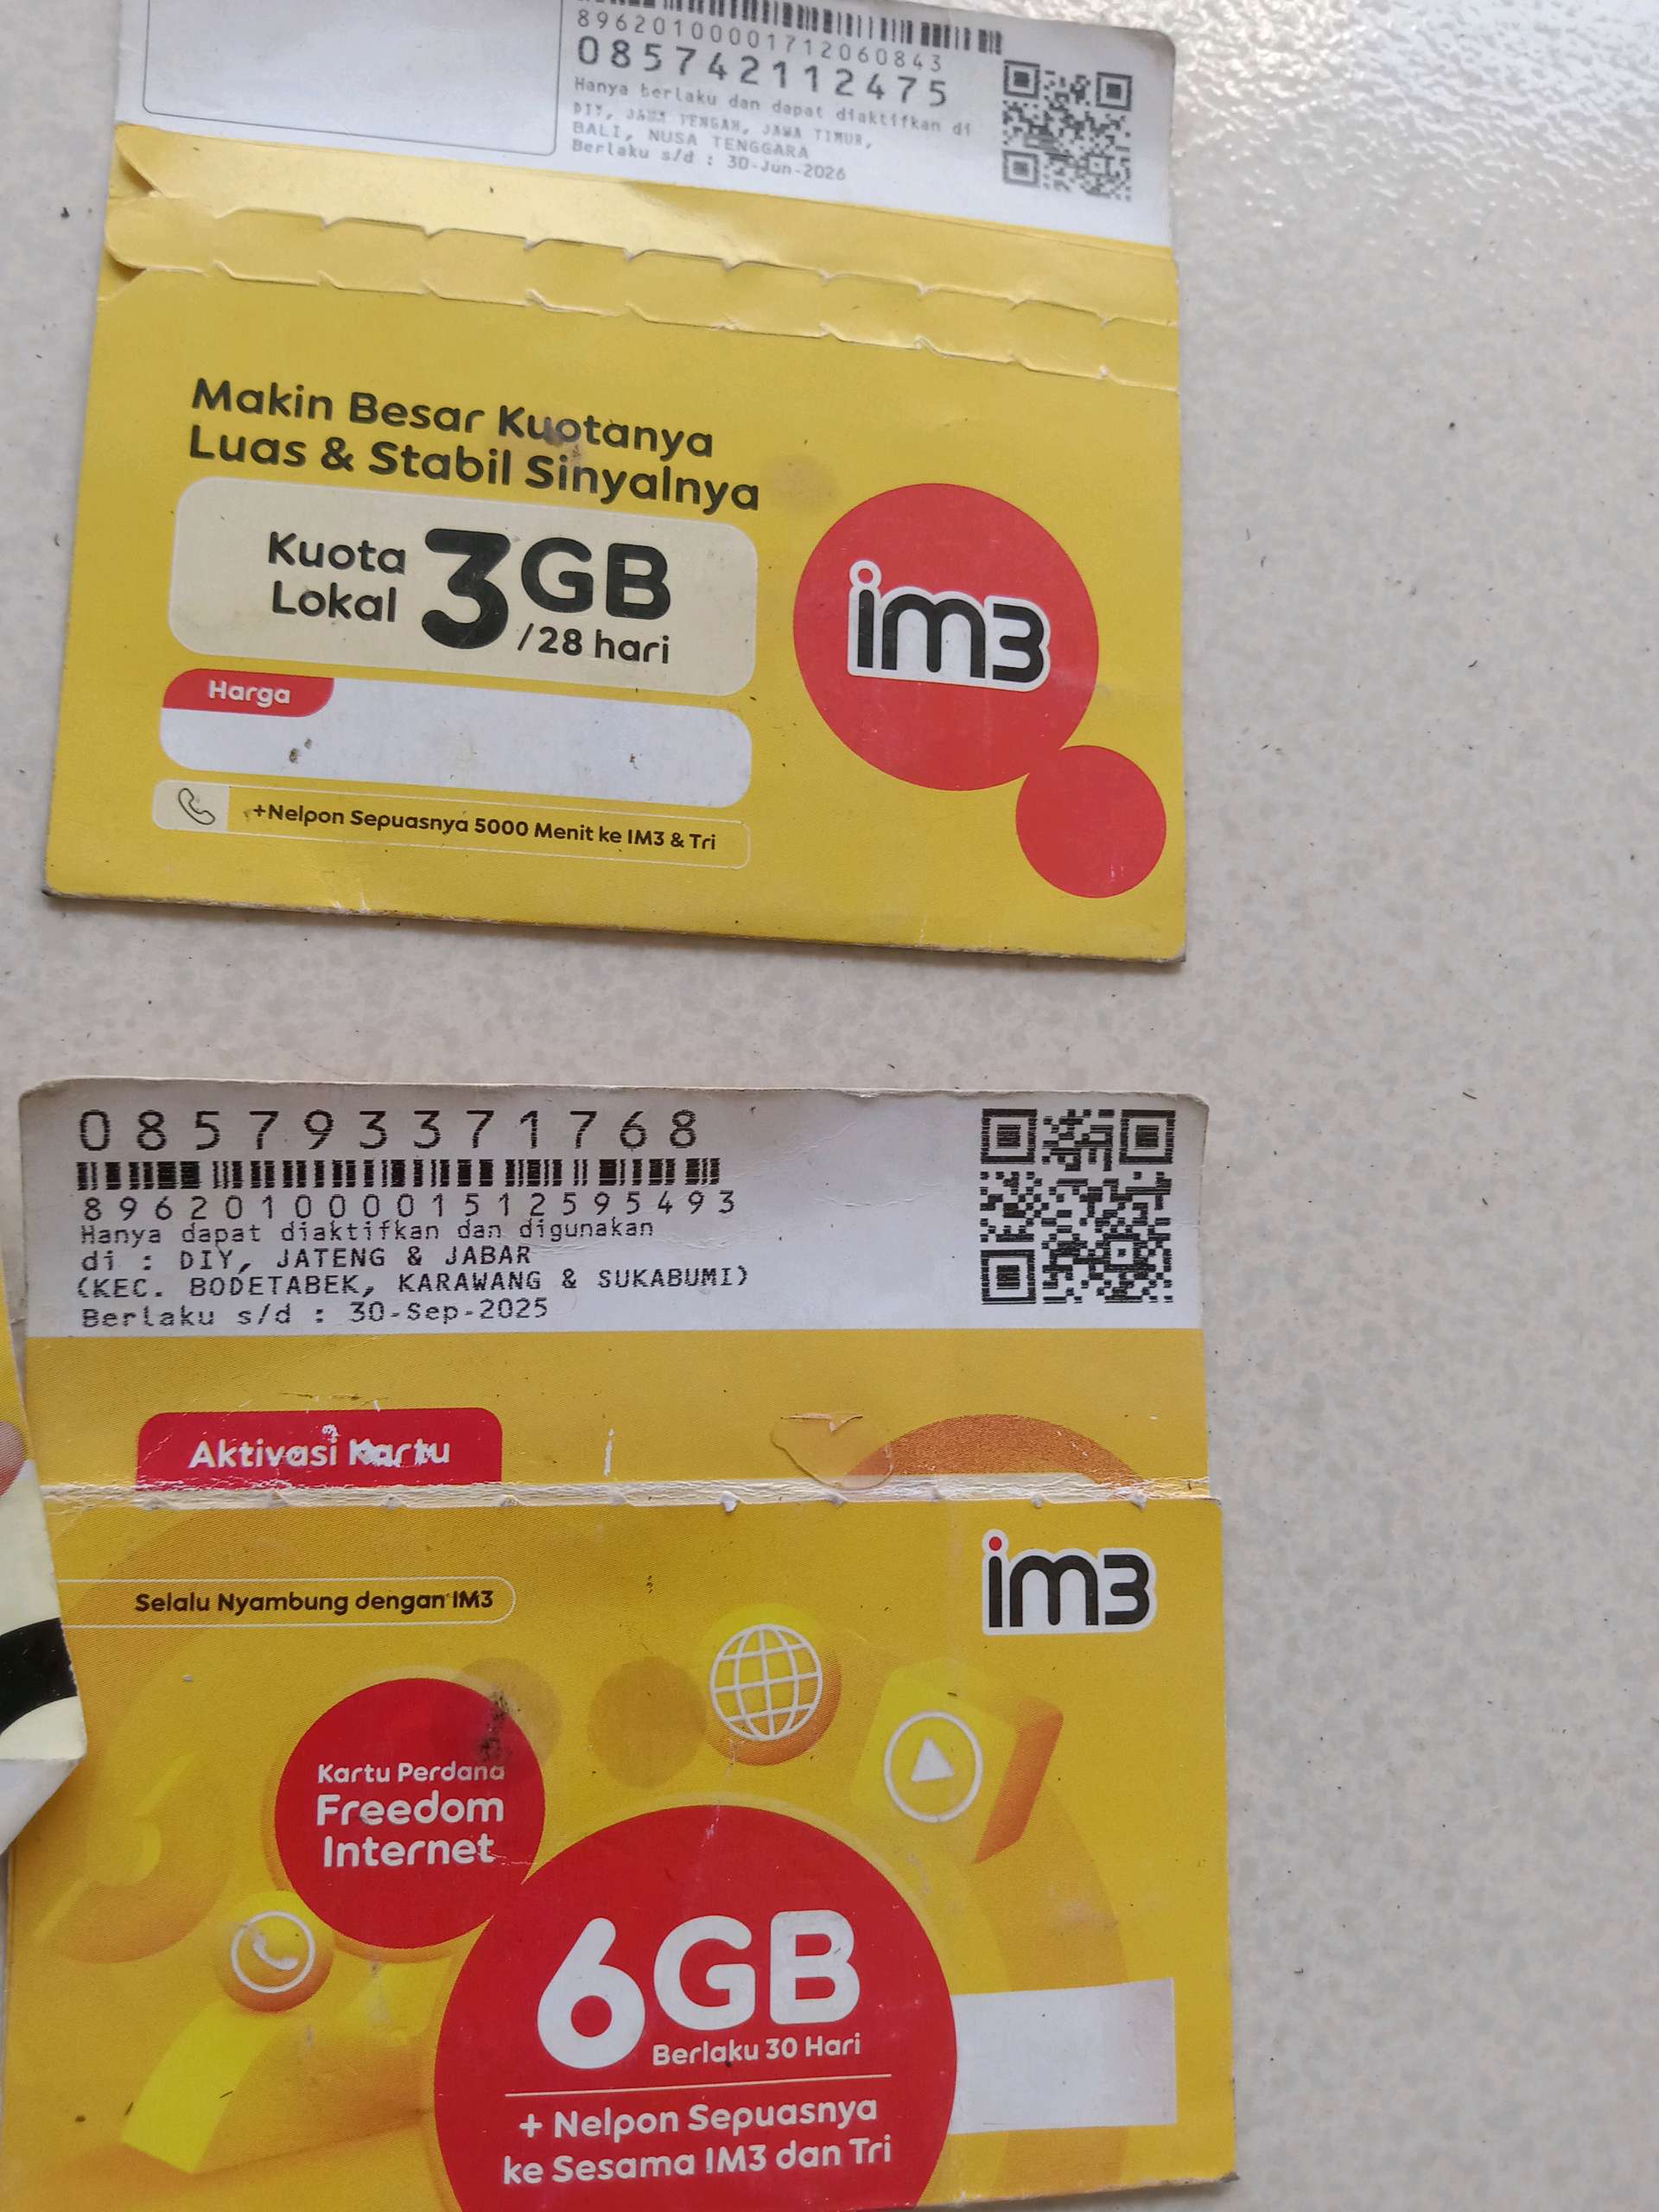 89620100001712060843
085742112475
Hanya berlaku dan dapat diaktifkan di
DIY, JAWA TENGAH, JAWA TIMUR,
BALI, NUSA TENGGARA
Berlaku s/d : 30-Jun-2026
Makin Besar Kuotanya
Luas & Stabil Sinyalnya
Kuota
Lokal
3GB
/28 hari
im3
Harga
+Nelpon Sepuasnya 5000 Menit ke IM3 & Tri
085793371768
89620100001512595493
Hanya dapat diaktifkan dan digunakan
di : DIY, JATENG & JABAR
(KEC. BODETABEK, KARAWANG & SUKABUMI)
Berlaku s/d : 30-Sep-2025
Aktivasi Kartu
im3
Selalu Nyambung dengan IM3
Kartu Perdana
Freedom
Internet
6GB
Berlaku 30 Hari
+ Nelpon Sepuasnya
ke Sesama IM3 dan Tri